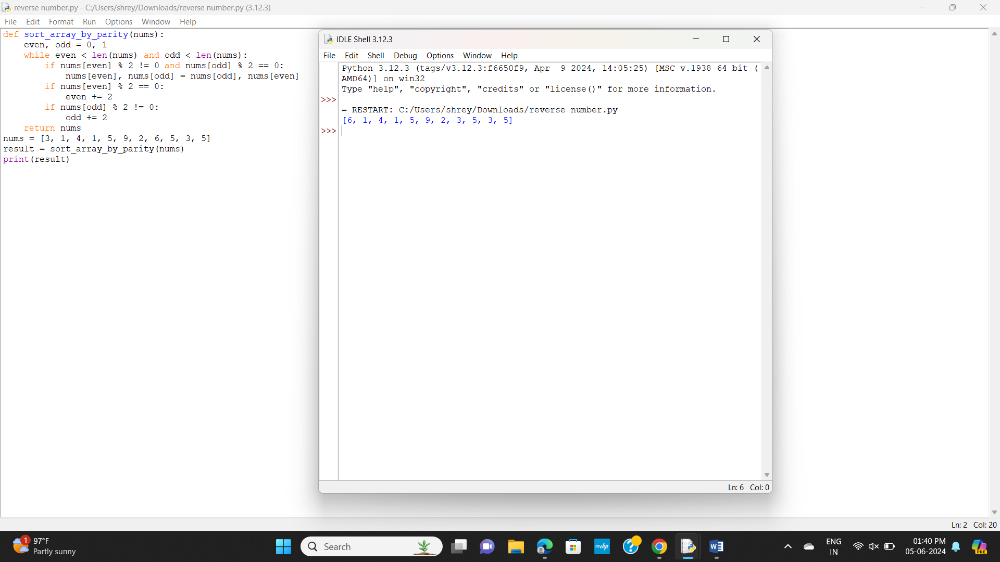 reverse number.py - C:/Users/shrey/Downloads/reverse number.py (3.12.3)
File Edit Format Run Options Window Help
def sort_array_by_parity(nums):
    even, odd = 0, 1
    while even < len(nums) and odd < len(nums):
        if nums[even] % 2 != 0 and nums[odd] % 2 == 0:
            nums[even], nums[odd] = nums[odd], nums[even]
        if nums[even] % 2 == 0:
            even += 2
        if nums[odd] % 2 != 0:
            odd += 2
    return nums
nums = [3, 1, 4, 1, 5, 9, 2, 6, 5, 3, 5]
result = sort_array_by_parity(nums)
print(result)
IDLE Shell 3.12.3
File Edit Shell Debug Options Window Help
Python 3.12.3 (tags/v3.12.3:f6650f9, Apr  9 2024, 14:05:25) [MSC v.1938 64 bit (
AMD64)] on win32
Type "help", "copyright", "credits" or "license()" for more information.
>>>
= RESTART: C:/Users/shrey/Downloads/reverse number.py
[6, 1, 4, 1, 5, 9, 2, 3, 5, 3, 5]
>>>
Ln: 6 Col: 0
Ln: 2 Col: 20
1
97°F
Partly sunny
Search
myhp
?
W
PRE
ENG
IN
01:40 PM
05-06-2024